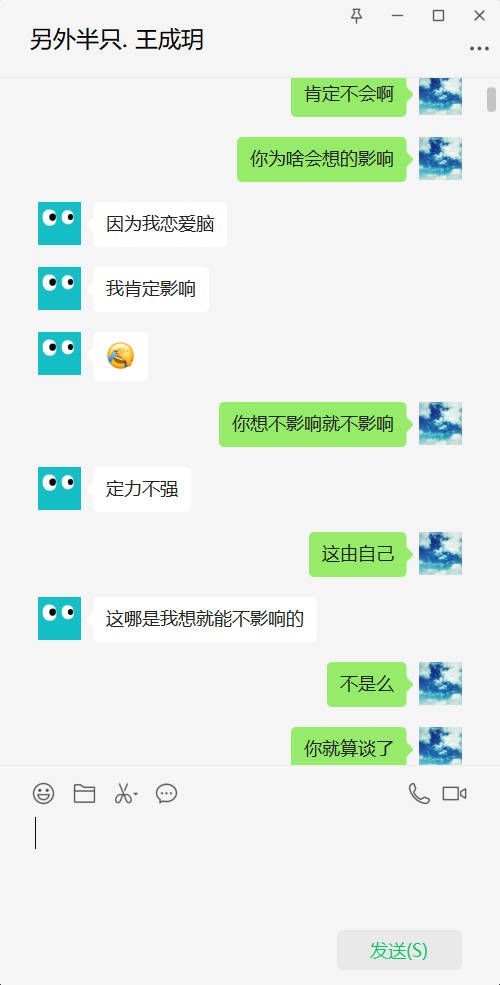 另外半只. 王成玥
肯定不会啊
你为啥会想的影响
因为我恋爱脑
我肯定影响
你想不影响就不影响
定力不强
这由自己
这哪是我想就能不影响的
不是么
你就算谈了
发送(S)